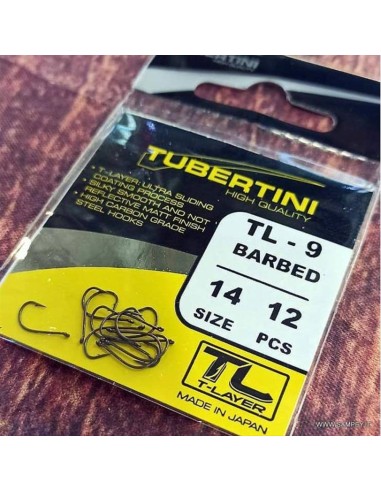 TUBERTINI
HIGH QUALITY
• T-LAYER ULTRA SLIDING
COATING PROCESS
• SILKY SMOOTH AND NOT
REFLECTIVE MATT FINISH
• HIGH CARBON GRADE
STEEL HOOKS
TL - 9
BARBED
14 12
SIZE PCS
TL
T-LAYER
MADE IN JAPAN